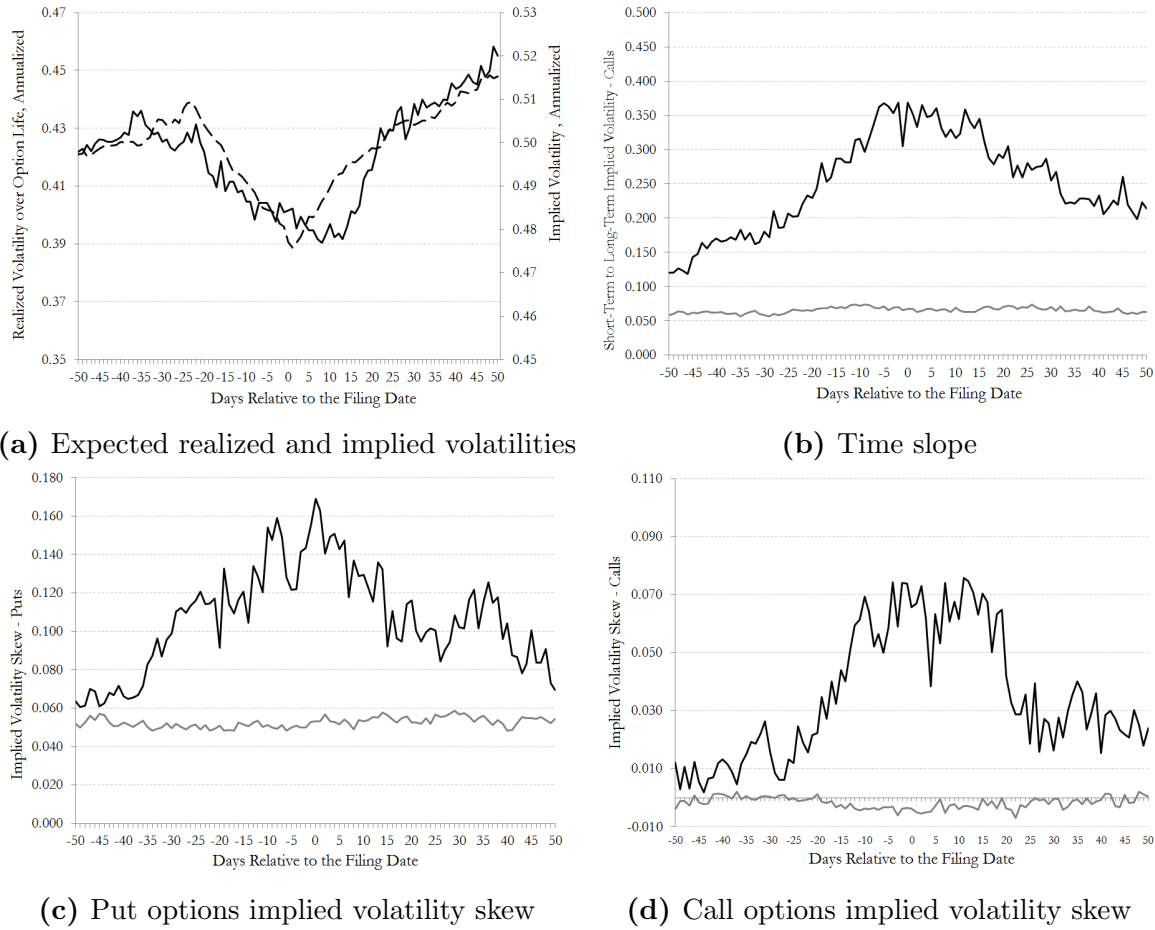 0.47
0.45
0.43
0.41
0.39
0.37
0.35
Realized Volatility over Option Life, Annualized
0.53
0.52
0.51
0.50
0.49
0.48
0.47
0.46
0.45
Implied Volatility , Annualized
-50 -45 -40 -35 -30 -25 -20 -15 -10 -5 0 5 10 15 20 25 30 35 40 45 50
Days Relative to the Filing Date
(a) Expected realized and implied volatilities
0.500
0.450
0.400
0.350
0.300
0.250
0.200
0.150
0.100
0.050
0.000
Short-Term to Long-Term Implied Volatility - Calls
-50 -45 -40 -35 -30 -25 -20 -15 -10 -5 0 5 10 15 20 25 30 35 40 45 50
Days Relative to the Filing Date
(b) Time slope
0.180
0.160
0.140
0.120
0.100
0.080
0.060
0.040
0.020
0.000
Implied Volatility Skew - Puts
-50 -45 -40 -35 -30 -25 -20 -15 -10 -5 0 5 10 15 20 25 30 35 40 45 50
Days Relative to the Filing Date
(c) Put options implied volatility skew
0.110
0.090
0.070
0.050
0.030
0.010
-0.010
Implied Volatility Skew - Calls
-50 -45 -40 -35 -30 -25 -20 -15 -10 -5 0 5 10 15 20 25 30 35 40 45 50
Days Relative to the Filing Date
(d) Call options implied volatility skew